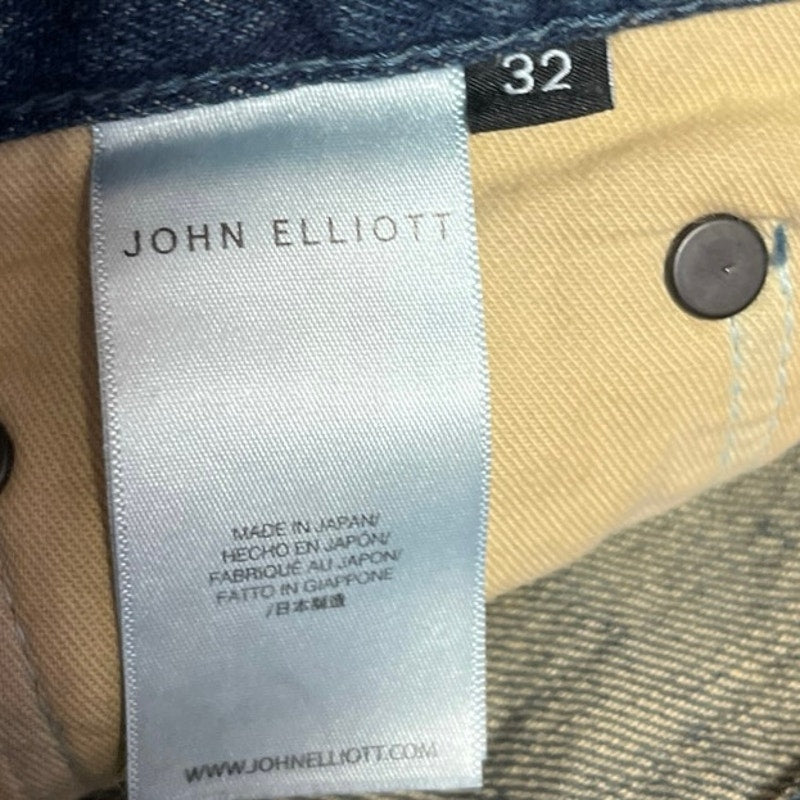 32
JOHN ELLIOTT
MADE IN JAPAN/
HECHO EN JAPÓN/
FABRIQUÉ AU JAPON/
FATTO IN GIAPPONE
/日本製造
WWW.JOHNELLIOTT.COM